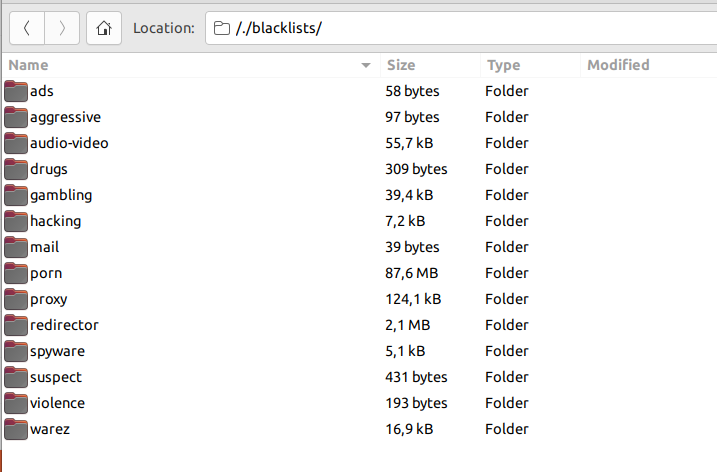 Location: /./blacklists/
Name Size Type Modified
ads 58 bytes Folder
aggressive 97 bytes Folder
audio-video 55,7 kB Folder
drugs 309 bytes Folder
gambling 39,4 kB Folder
hacking 7,2 kB Folder
mail 39 bytes Folder
porn 87,6 MB Folder
proxy 124,1 kB Folder
redirector 2,1 MB Folder
spyware 5,1 kB Folder
suspect 431 bytes Folder
violence 193 bytes Folder
warez 16,9 kB Folder